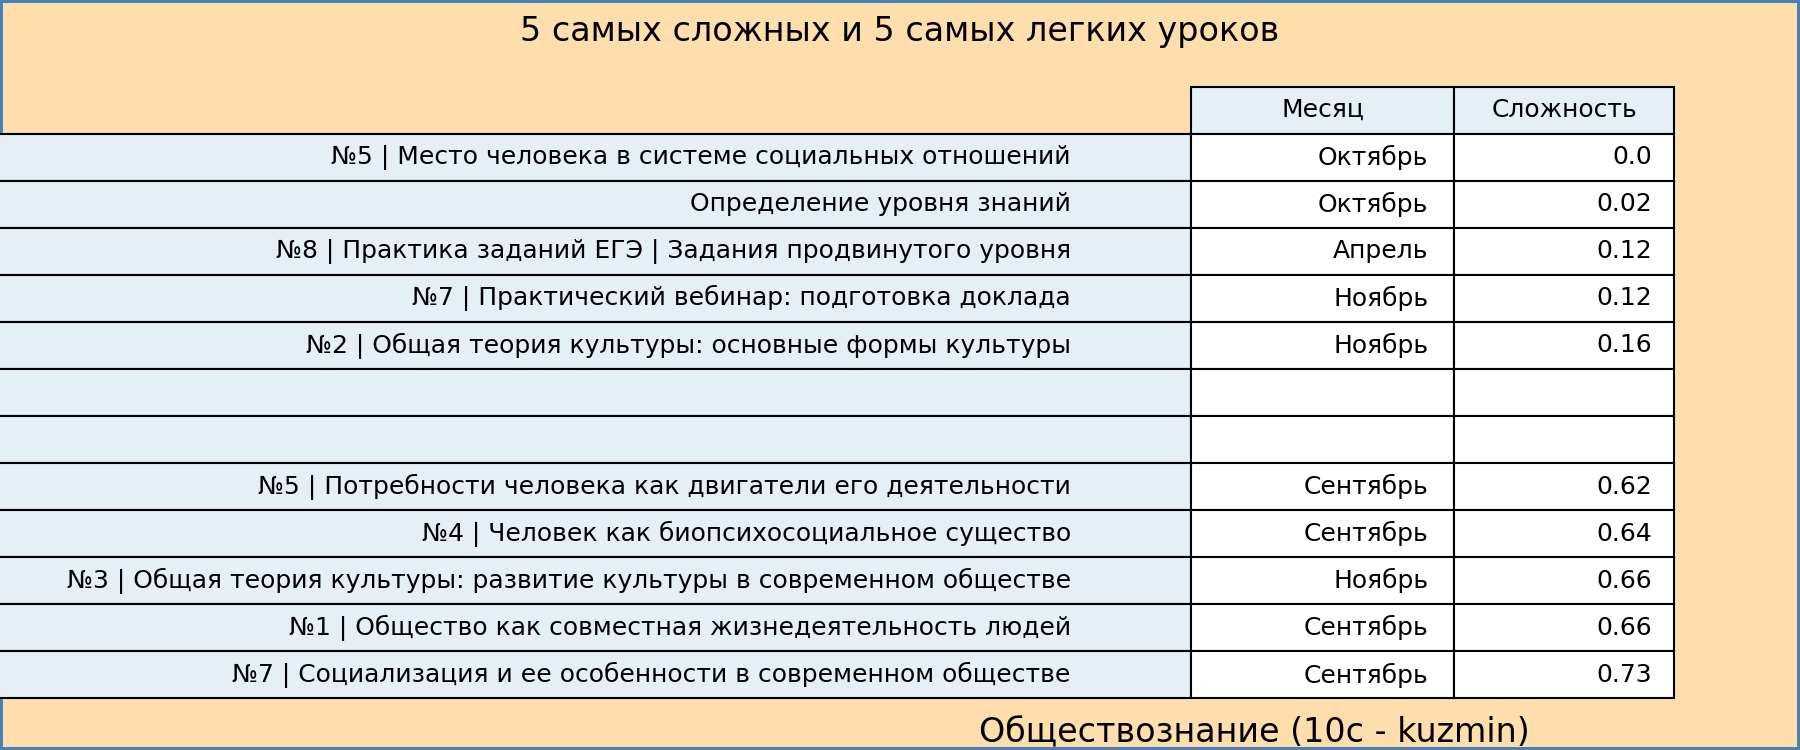 5 самых сложных и 5 самых легких уроков
Месяц Сложность
№5 | Место человека в системе социальных отношений Октябрь 0.0
Определение уровня знаний Октябрь 0.02
№8 | Практика заданий ЕГЭ | Задания продвинутого уровня Апрель 0.12
№7 | Практический вебинар: подготовка доклада Ноябрь 0.12
№2 | Общая теория культуры: основные формы культуры Ноябрь 0.16
№5 | Потребности человека как двигатели его деятельности Сентябрь 0.62
№4 | Человек как биопсихосоциальное существо Сентябрь 0.64
№3 | Общая теория культуры: развитие культуры в современном обществе Ноябрь 0.66
№1 | Общество как совместная жизнедеятельность людей Сентябрь 0.66
№7 | Социализация и ее особенности в современном обществе Сентябрь 0.73
Обществознание (10c - kuzmin)